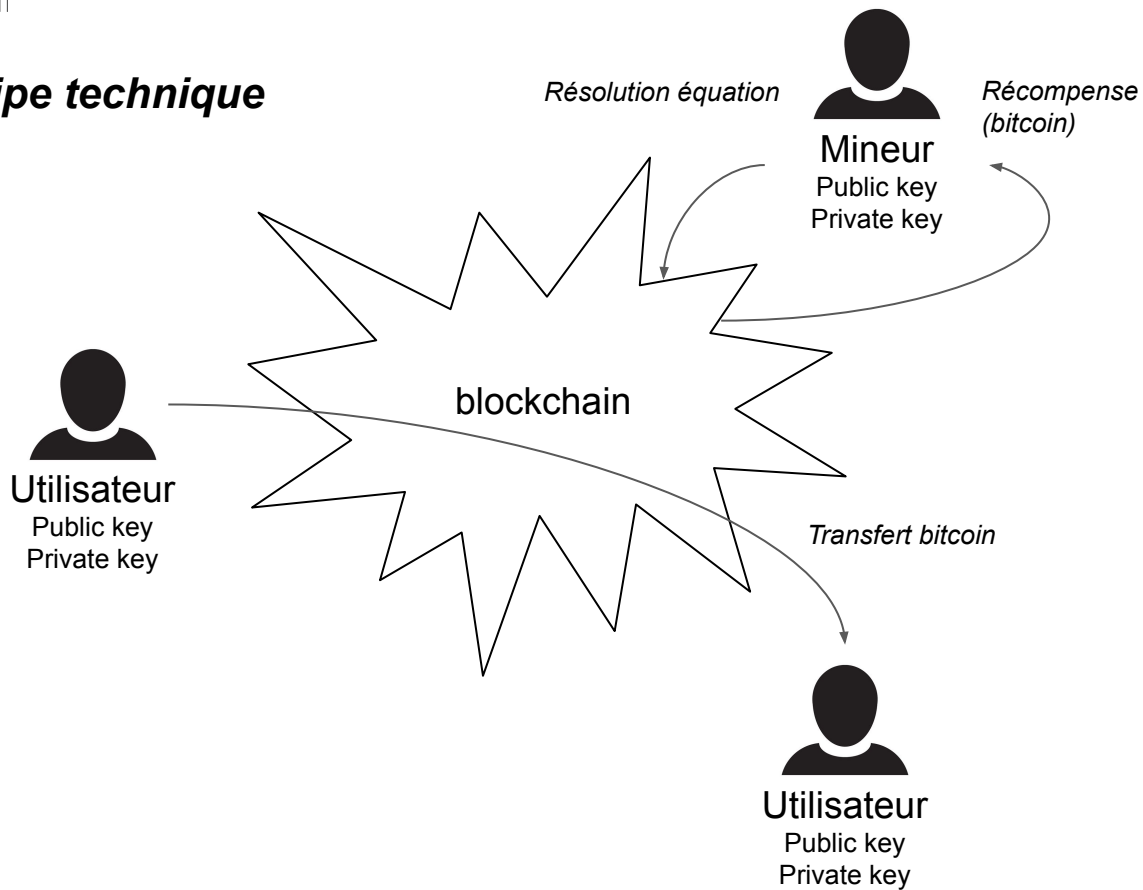 ipe technique
Résolution équation
Récompense
(bitcoin)
Mineur
Public key
Private key
blockchain
Utilisateur
Public key
Private key
Transfert bitcoin
Utilisateur
Public key
Private key